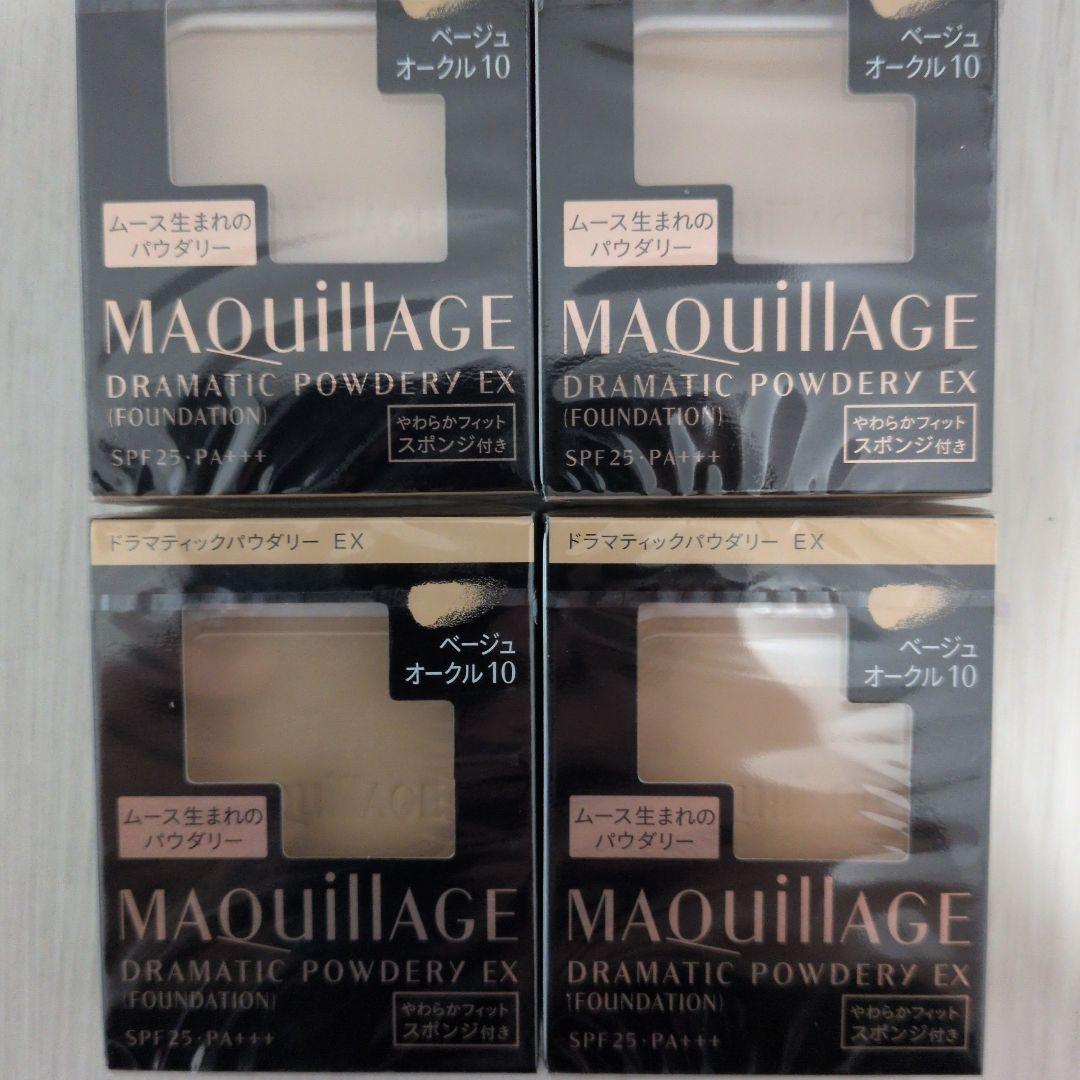 ベージュ
オークル10
ムース生まれの
パウダリー
MAQuillAGE
DRAMATIC POWDERY EX
(FOUNDATION)
やわらかフィット
スポンジ付き
SPF25・PA+++
ベージュ
オークル10
ムース生まれの
パウダリー
MAQuillAGE
DRAMATIC POWDERY EX
(FOUNDATION)
やわらかフィット
スポンジ付き
SPF25・PA+++
ドラマティックパウダリー EX
ベージュ
オークル10
ムース生まれの
パウダリー
MAQuillAGE
DRAMATIC POWDERY EX
(FOUNDATION)
やわらかフィット
スポンジ付き
SPF25・PA+++
ドラマティックパウダリー EX
ベージュ
オークル10
ムース生まれの
パウダリー
MAQuillAGE
DRAMATIC POWDERY EX
(FOUNDATION)
やわらかフィット
スポンジ付き
SPF25・PA+++